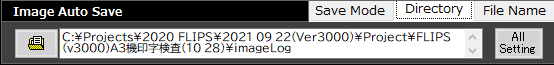 Image Auto Save Save Mode Directory File Name
C:¥Projects¥2020 FLIPS¥2021 09 22(Ver3000)¥Project¥FLIPS
(v3000)A3機印字検査(10 28)¥imageLog
All
Setting